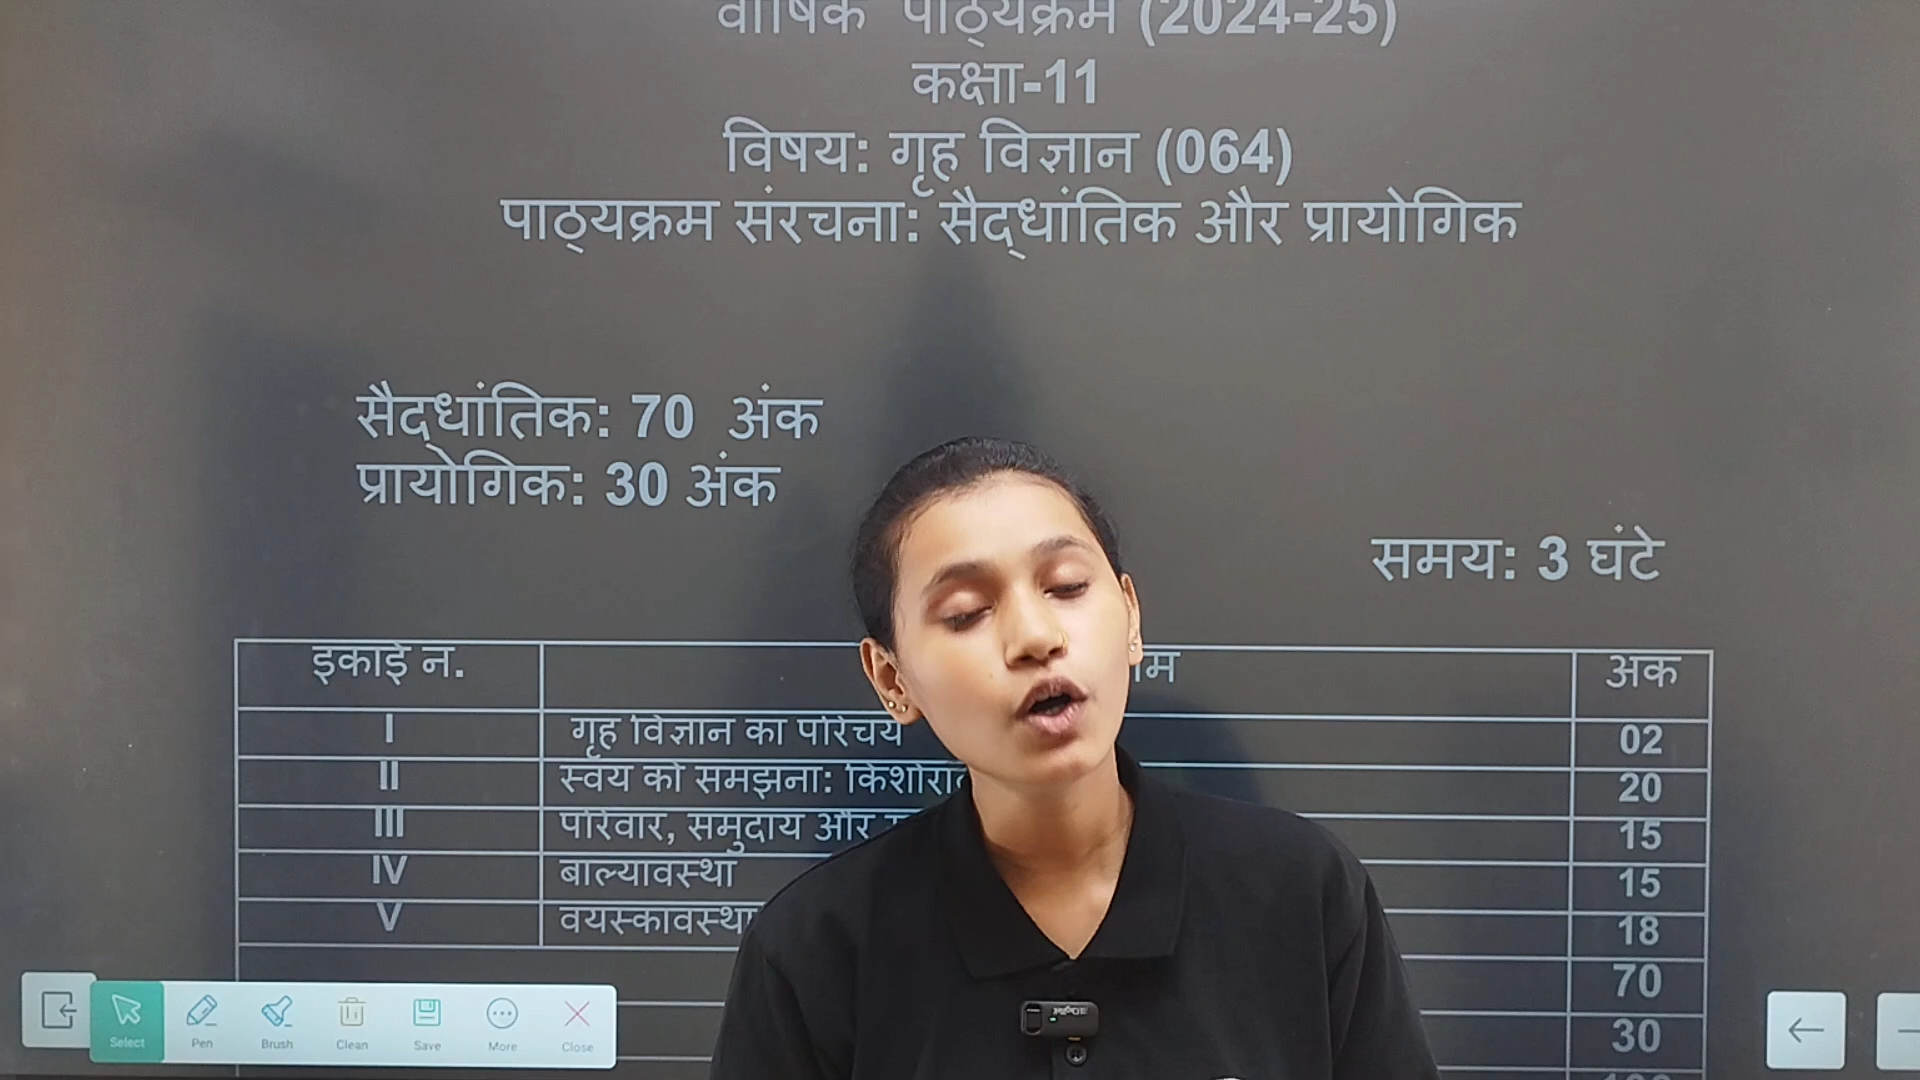 वार्षिक पाठ्यक्रम (2024-25)
कक्षा-11
विषय: गृह विज्ञान (064)
पाठ्यक्रम संरचना: सैद्धांतिक और प्रायोगिक
सैद्धांतिक: 70 अंक
प्रायोगिक: 30 अंक
समय: 3 घंटे
इकाई न. अंक
I गृह विज्ञान का परिचय 02
II स्वयं को समझना: 20
III परिवार, समुदाय और 15
IV बाल्यावस्था 15
V वयस्कावस्था 18
70
30
Select Pen Brush Clean Save More Close